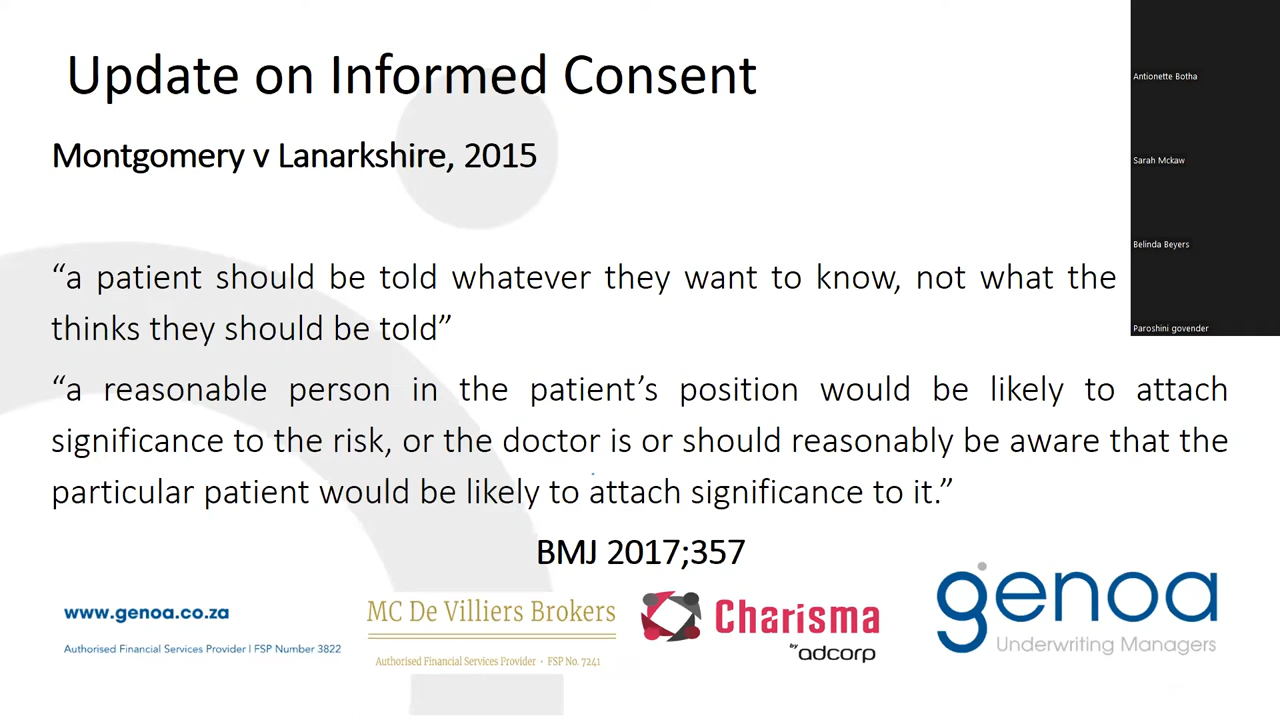 Update on Informed Consent
Montgomery v Lanarkshire, 2015
“a patient should be told whatever they want to know, not what the
thinks they should be told”
“a reasonable person in the patient’s position would be likely to attach
significance to the risk, or the doctor is or should reasonably be aware that the
particular patient would be likely to attach significance to it.”
BMJ 2017;357
www.genoa.co.za
Authorised Financial Services Provider | FSP Number 3822
MC De Villiers Brokers
Authorised Financial Services Provider • FSP No. 7241
Charisma
by adcorp
genoa
Underwriting Managers
Antionette Botha
Sarah Mckaw
Belinda Beyers
Paroshini govender